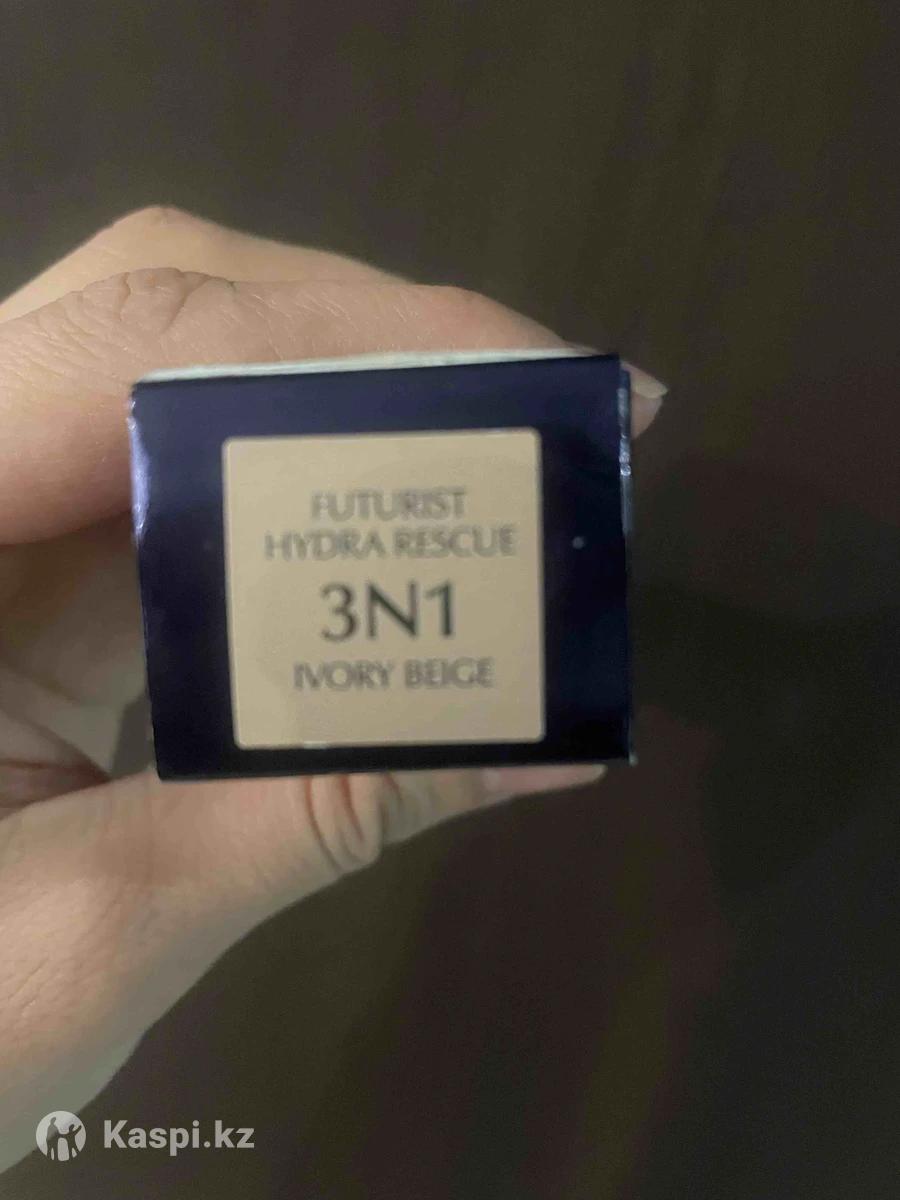 FUTURIST
HYDRA RESCUE
3N1
IVORY BEIGE
Kaspi.kz